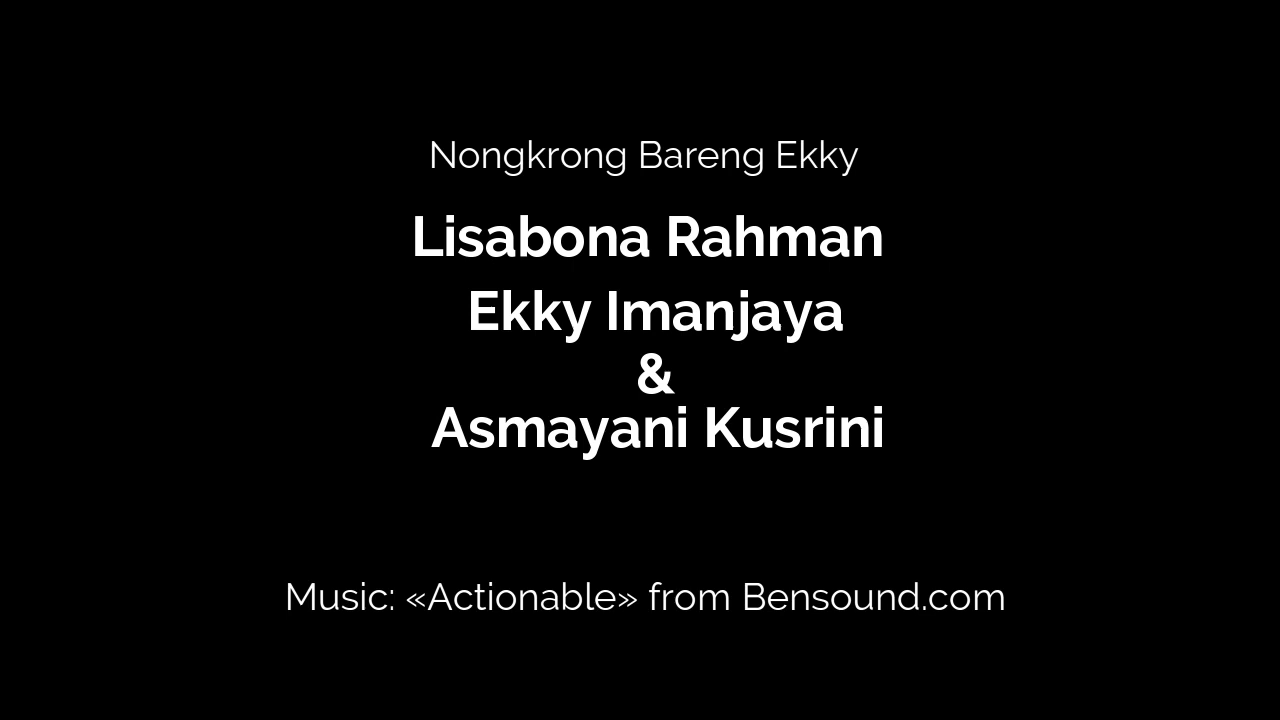 Nongkrong Bareng Ekky
Lisabona Rahman
Ekky Imanjaya
&
Asmayani Kusrini
Music: «Actionable» from Bensound.com